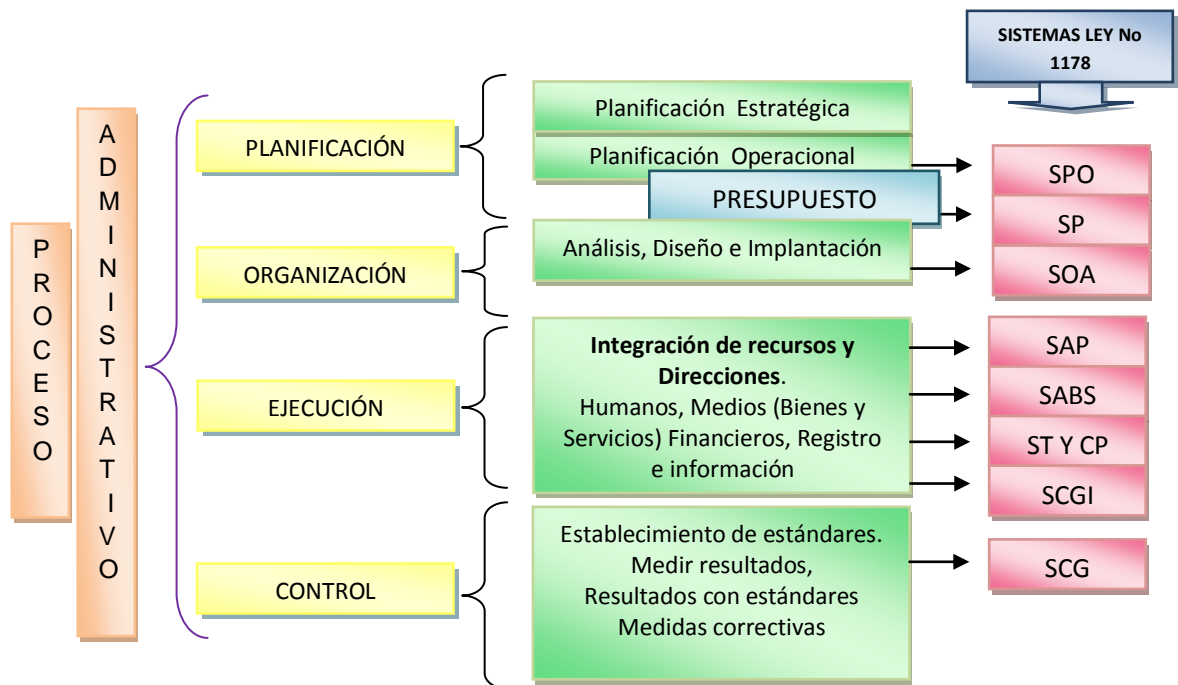 SISTEMAS LEY No
1178
PROCESO
ADMINISTRATIVO
PLANIFICACIÓN
Planificación Estratégica
Planificación Operacional
PRESUPUESTO
SPO
SP
ORGANIZACIÓN
Análisis, Diseño e Implantación
SOA
EJECUCIÓN
Integración de recursos y
Direcciones.
Humanos, Medios (Bienes y
Servicios) Financieros, Registro
e información
SAP
SABS
ST Y CP
SCGI
CONTROL
Establecimiento de estándares.
Medir resultados,
Resultados con estándares
Medidas correctivas
SCG